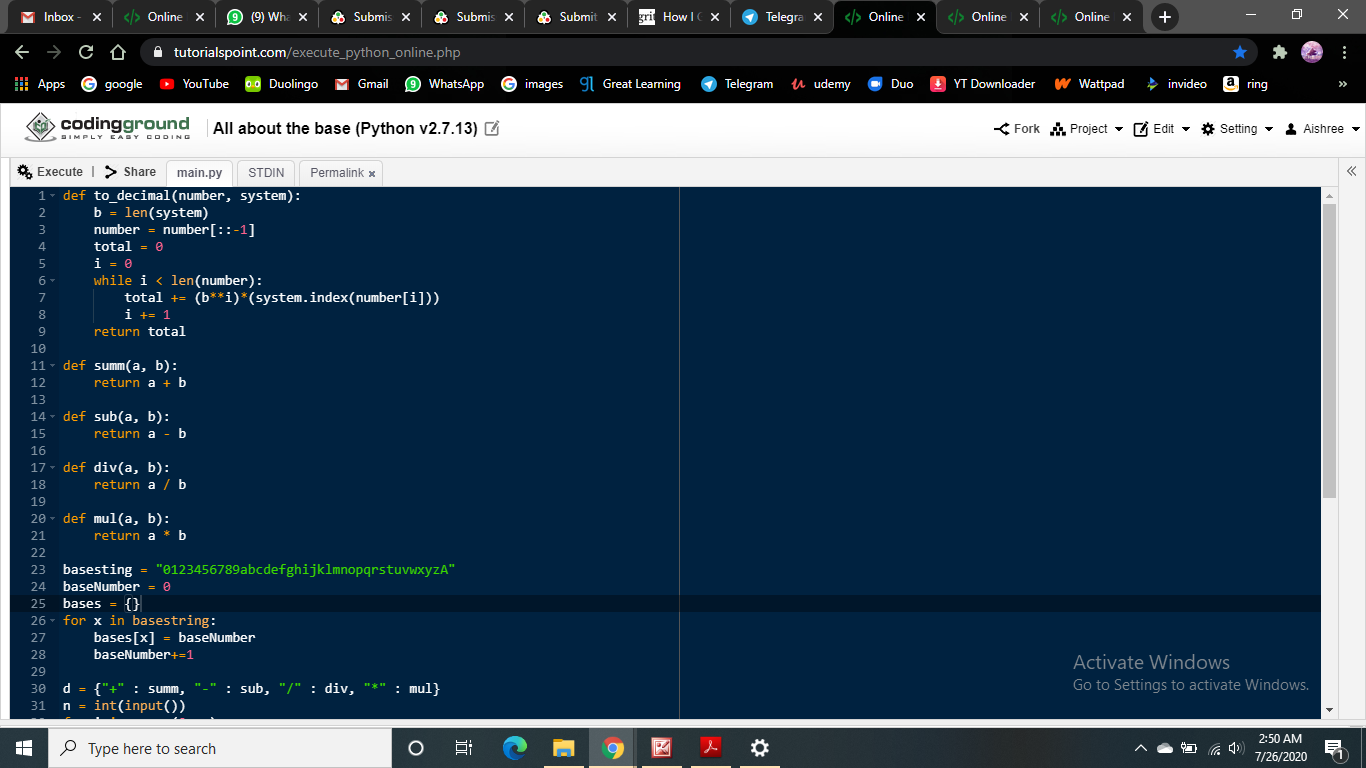 Inbox -
Online
(9) Wha
Submis
Submis
Submit
How I C
Telegra
Online
Online
Online
tutorialspoint.com/execute_python_online.php
Apps google YouTube Duolingo Gmail WhatsApp images Great Learning Telegram udemy Duo YT Downloader Wattpad invideo ring »
codingground
SIMPLY EASY CODING
All about the base (Python v2.7.13)
Fork Project Edit Setting Aishree
Execute | Share main.py STDIN Permalink ×
1 def to_decimal(number, system):
2     b = len(system)
3     number = number[::-1]
4     total = 0
5     i = 0
6     while i < len(number):
7         total += (b**i)*(system.index(number[i]))
8         i += 1
9     return total
10
11 def summ(a, b):
12     return a + b
13
14 def sub(a, b):
15     return a - b
16
17 def div(a, b):
18     return a / b
19
20 def mul(a, b):
21     return a * b
22
23 basesting = "0123456789abcdefghijklmnopqrstuvwxyzA"
24 baseNumber = 0
25 bases = {}
26 for x in basestring:
27     bases[x] = baseNumber
28     baseNumber+=1
29
30 d = {"+" : summ, "-" : sub, "/" : div, "*" : mul}
31 n = int(input())
Activate Windows
Go to Settings to activate Windows.
Type here to search
2:50 AM
7/26/2020
1